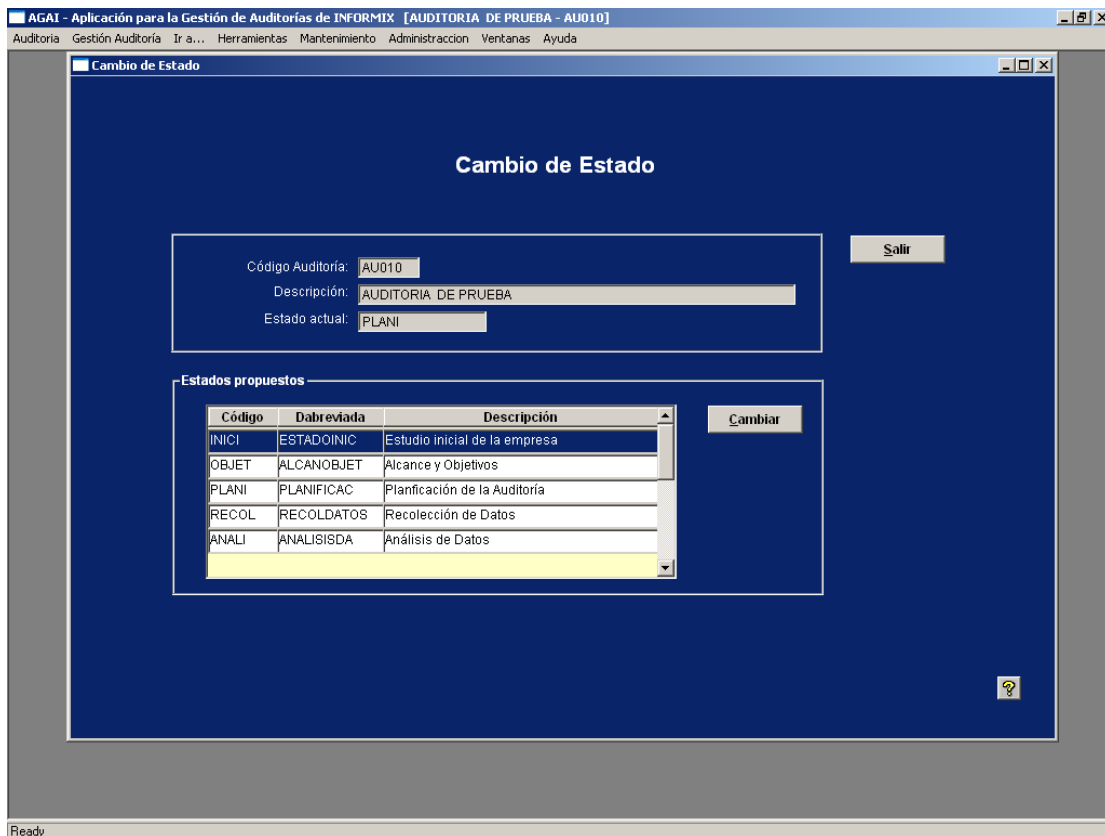 AGAI - Aplicación para la Gestión de Auditorías de INFORMIX [AUDITORIA DE PRUEBA - AU010]
Auditoria Gestión Auditoría Ir a... Herramientas Mantenimiento Administraccion Ventanas Ayuda
Cambio de Estado
Cambio de Estado
Código Auditoría: AU010
Salir
Descripción: AUDITORIA DE PRUEBA
Estado actual: PLANI
Estados propuestos
Código Dabreviada Descripción
Cambiar
INICI ESTADOINIC Estudio inicial de la empresa
OBJET ALCANOBJET Alcance y Objetivos
PLANI PLANIFICAC Planficación de la Auditoría
RECOL RECOLDATOS Recolección de Datos
ANALI ANALISISDA Análisis de Datos
?
Ready